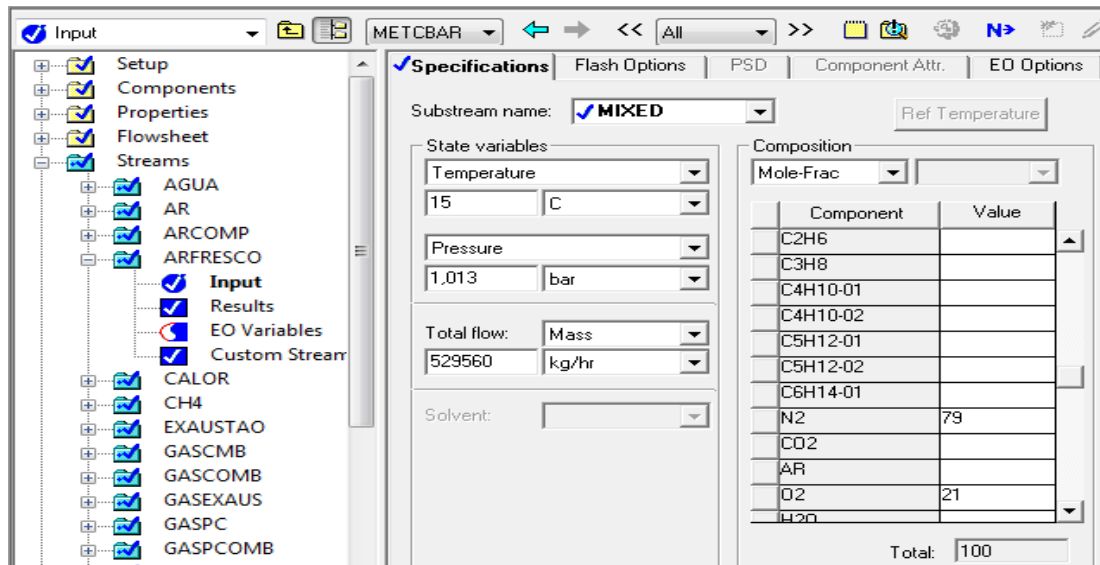 Input METCBAR << All >> N>
Setup
Components
Properties
Flowsheet
Streams
AGUA
AR
ARCOMP
ARFRESCO
Input
Results
EO Variables
Custom Stream
CALOR
CH4
EXAUSTAO
GASCMB
GASCOMB
GASEXAUS
GASPC
GASPCOMB
Specifications Flash Options PSD Component Attr. EO Options
Substream name: MIXED Ref Temperature
State variables
Temperature
15 C
Pressure
1,013 bar
Total flow: Mass
529560 kg/hr
Solvent:
Composition
Mole-Frac
Component Value
C2H6
C3H8
C4H10-01
C4H10-02
C5H12-01
C5H12-02
C6H14-01
N2 79
CO2
AR
O2 21
H2O
Total: 100